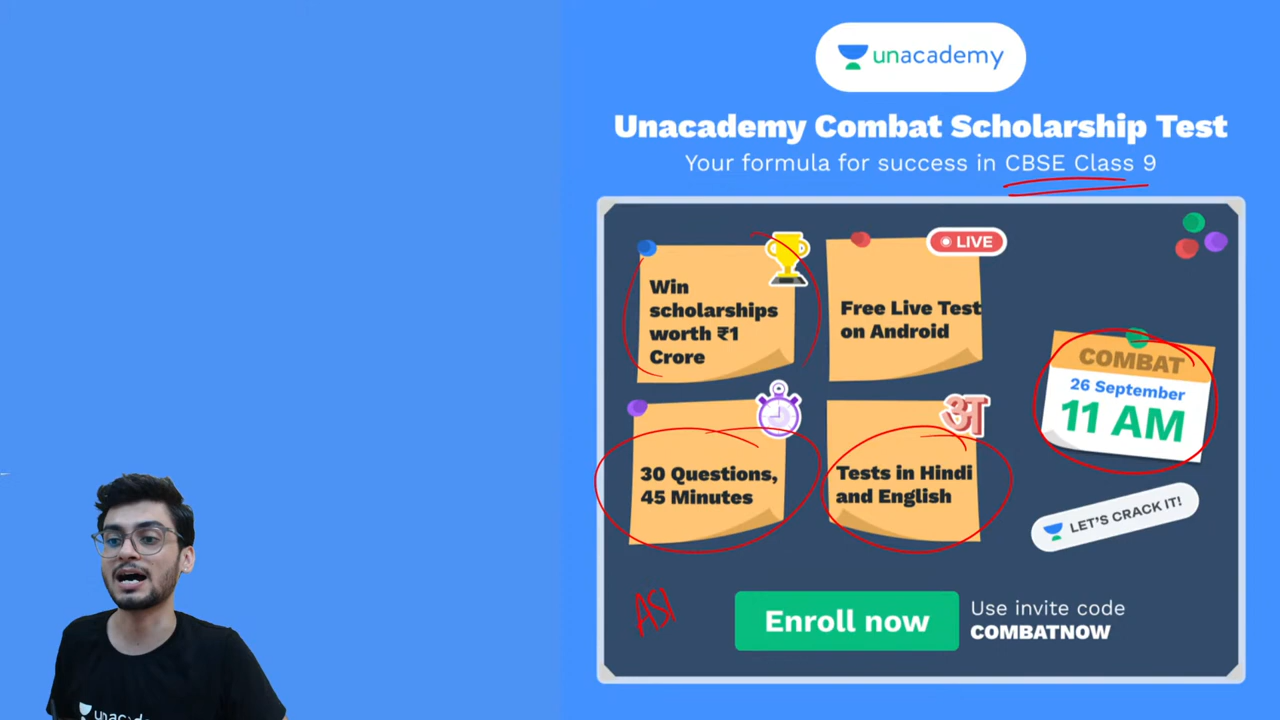 unacademy
Unacademy Combat Scholarship Test
Your formula for success in CBSE Class 9
Win
scholarships
worth ₹1
Crore
LIVE
Free Live Test
on Android
COMBAT
26 September
11 AM
30 Questions,
45 Minutes
अ
Tests in Hindi
and English
LET'S CRACK IT!
ASI
Enroll now
Use invite code
COMBATNOW
unacade